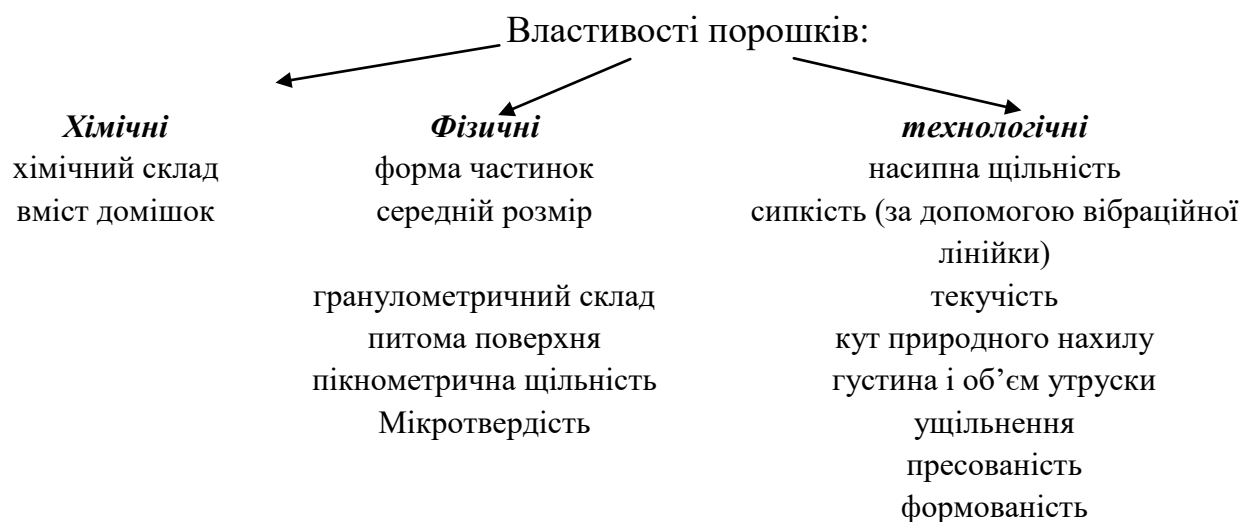 Властивості порошків:
Хімічні
хімічний склад
вміст домішок
Фізичні
форма частинок
середній розмір
гранулометричний склад
питома поверхня
пікнометрична щільність
Мікротвердість
технологічні
насипна щільність
сипкість (за допомогою вібраційної
лінійки)
текучість
кут природного нахилу
густина і об’єм утруски
ущільнення
пресованість
формованість